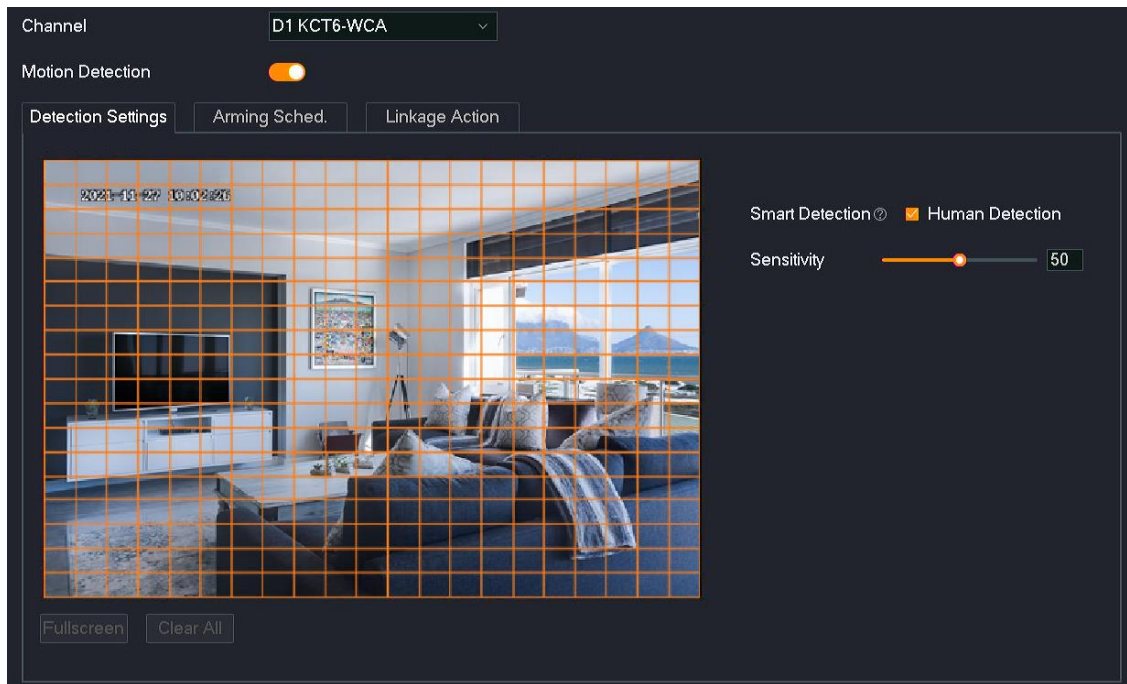 Channel D1 KCT6-WCA
Motion Detection
Detection Settings Arming Sched. Linkage Action
2021-11-27 10:02:26
Smart Detection Human Detection
Sensitivity 50
Fullscreen Clear All